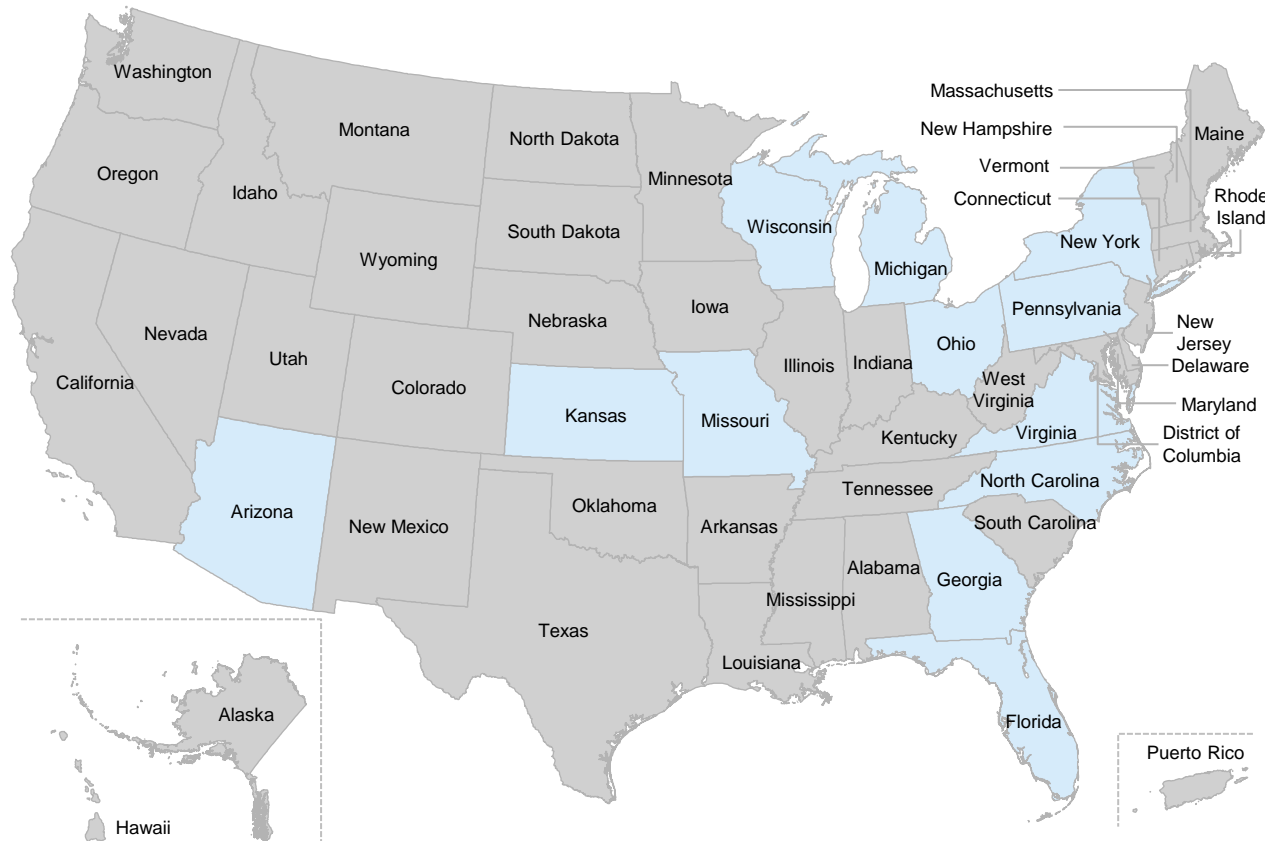 Washington
Montana
North Dakota
Minnesota
Massachusetts
New Hampshire
Vermont
Connecticut
Maine
Rhode
Island
Oregon
Idaho
South Dakota
Wisconsin
Michigan
New York
Wyoming
Nebraska
Iowa
Pennsylvania
New
Jersey
Delaware
Maryland
District of
Columbia
Nevada
Utah
Colorado
California
Kansas
Missouri
Illinois
Indiana
Ohio
West
Virginia
Virginia
Kentucky
Arizona
New Mexico
Oklahoma
Arkansas
Tennessee
North Carolina
South Carolina
Texas
Louisiana
Mississippi
Alabama
Georgia
Florida
Alaska
Hawaii
Puerto Rico